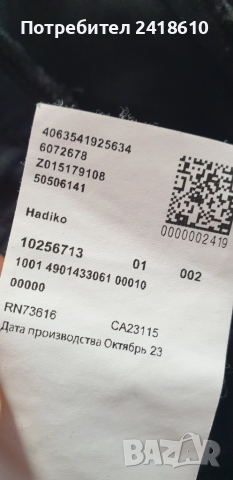 Потребител 2418610
4063541925634
6072678
Z015179108
50506141
0000002419
Hadiko
10256713 01 002
1001 4901433061 00010
00000
RN73616 CA23115
Дата производства Октябрь 23
BAZAR